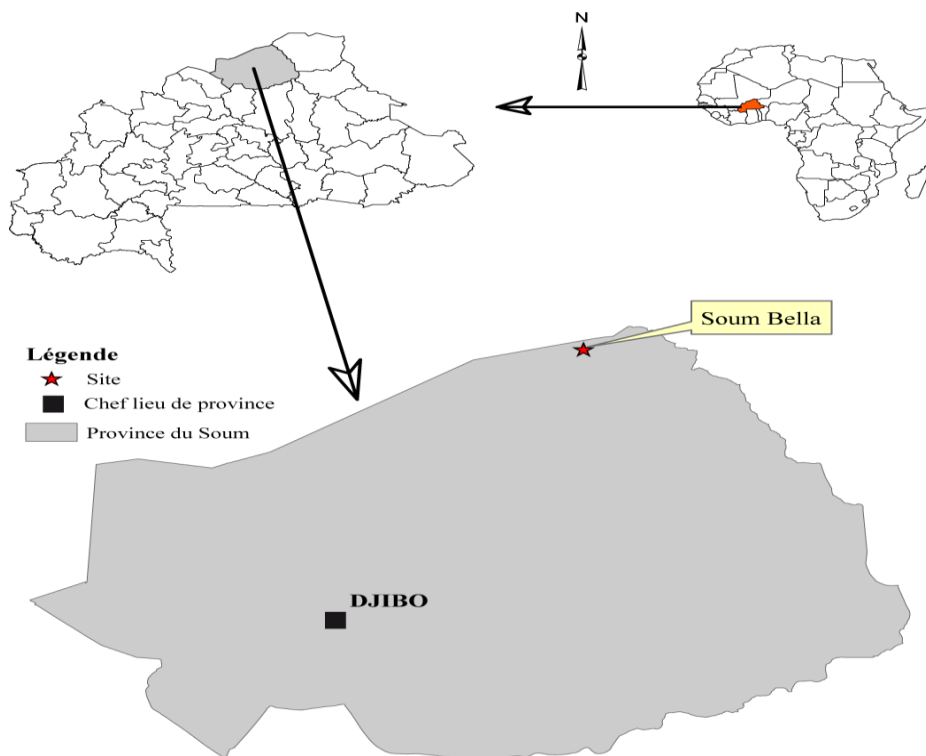 N
Soum Bella
Légende
Site
Chef lieu de province
Province du Soum
DJIBO